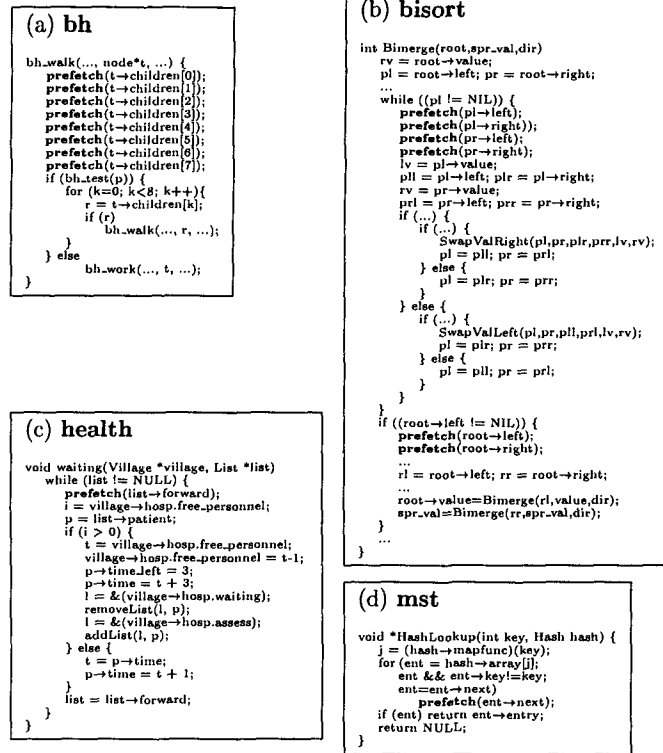 (a) bh
bh_walk(..., node*t, ...) {
prefetch(t→children[0]);
prefetch(t→children[1]);
prefetch(t→children[2]);
prefetch(t→children[3]);
prefetch(t→children[4]);
prefetch(t→children[5]);
prefetch(t→children[6]);
prefetch(t→children[7]);
if (bh_test(p)) {
for (k=0; k<8; k++){
r = t→children[k];
if (r)
bh_walk(..., r, ...);
}
} else
bh_work(..., t, ...);
}
(b) bisort
int Bimerge(root,spr_val,dir)
rv = root→value;
pl = root→left; pr = root→right;
...
while ((pl != NIL)) {
prefetch(pl→left);
prefetch(pl→right));
prefetch(pr→left);
prefetch(pr→right);
lv = pl→value;
pll = pl→left; plr = pl→right;
rv = pr→value;
prl = pr→left; prr = pr→right;
if (...) {
if (...) {
SwapValRight(pl,pr,plr,prr,lv,rv);
pl = pll; pr = prl;
} else {
pl = plr; pr = prr;
}
} else {
if (...) {
SwapValLeft(pl,pr,pll,prl,lv,rv);
pl = plr; pr = prr;
} else {
pl = pll; pr = prl;
}
}
}
if ((root→left != NIL)) {
prefetch(root→left);
prefetch(root→right);
...
rl = root→left; rr = root→right;
...
root→value=Bimerge(rl,value,dir);
spr_val=Bimerge(rr,spr_val,dir);
}
...
}
(c) health
void waiting(Village *village, List *list)
while (list != NULL) {
prefetch(list→forward);
i = village→hosp.free_personnel;
p = list→patient;
if (i > 0) {
t = village→hosp.free_personnel;
village→hosp.free_personnel = t-1;
p→time_left = 3;
p→time = t + 3;
l = &(village→hosp.waiting);
removeList(l, p);
l = &(village→hosp.assess);
addList(l, p);
} else {
t = p→time;
p→time = t + 1;
}
list = list→forward;
}
}
(d) mst
void *HashLookup(int key, Hash hash) {
j = (hash→mapfunc)(key);
for (ent = hash→array[j];
ent && ent→key!=key;
ent=ent→next)
prefetch(ent→next);
if (ent) return ent→entry;
return NULL;
}